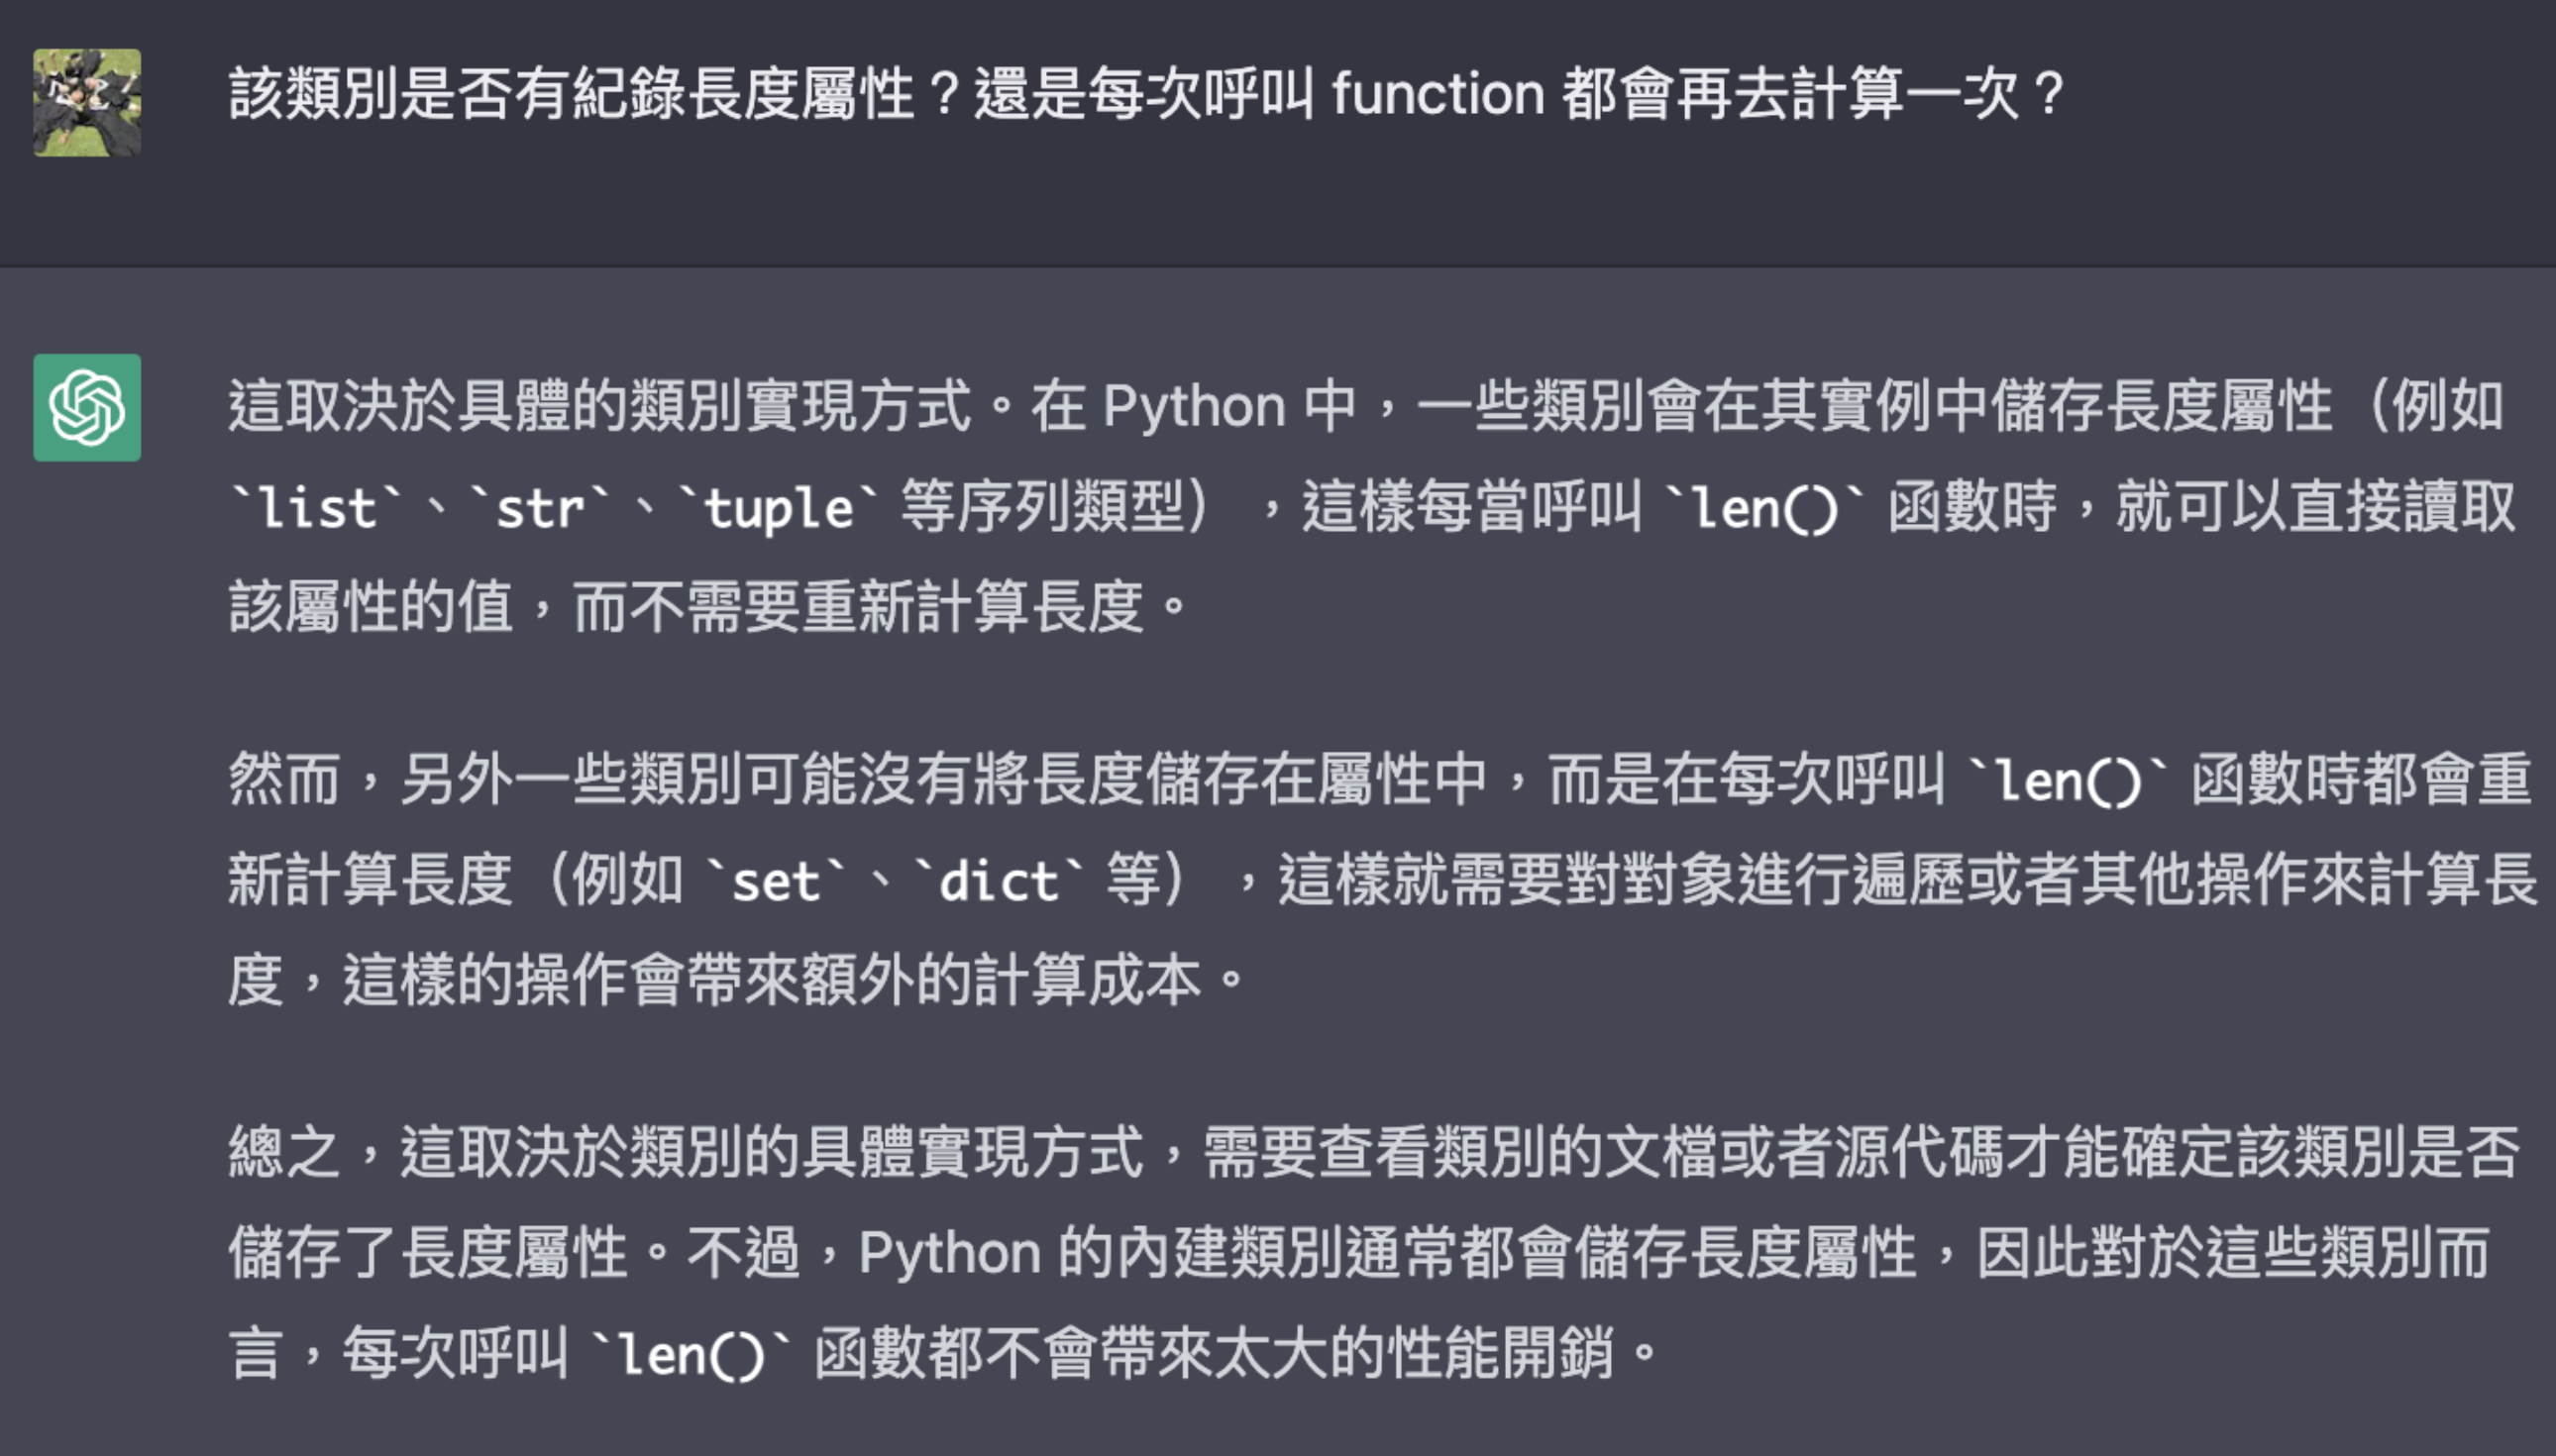 該類別是否有紀錄長度屬性？還是每次呼叫 function 都會再去計算一次？
這取決於具體的類別實現方式。在 Python 中，一些類別會在其實例中儲存長度屬性（例如
`list`、`str`、`tuple` 等序列類型），這樣每當呼叫 `len()` 函數時，就可以直接讀取
該屬性的值，而不需要重新計算長度。
然而，另外一些類別可能沒有將長度儲存在屬性中，而是在每次呼叫 `len()` 函數時都會重
新計算長度（例如 `set`、`dict` 等），這樣就需要對對象進行遍歷或者其他操作來計算長
度，這樣的操作會帶來額外的計算成本。
總之，這取決於類別的具體實現方式，需要查看類別的文檔或者源代碼才能確定該類別是否
儲存了長度屬性。不過，Python 的內建類別通常都會儲存長度屬性，因此對於這些類別而
言，每次呼叫 `len()` 函數都不會帶來太大的性能開銷。